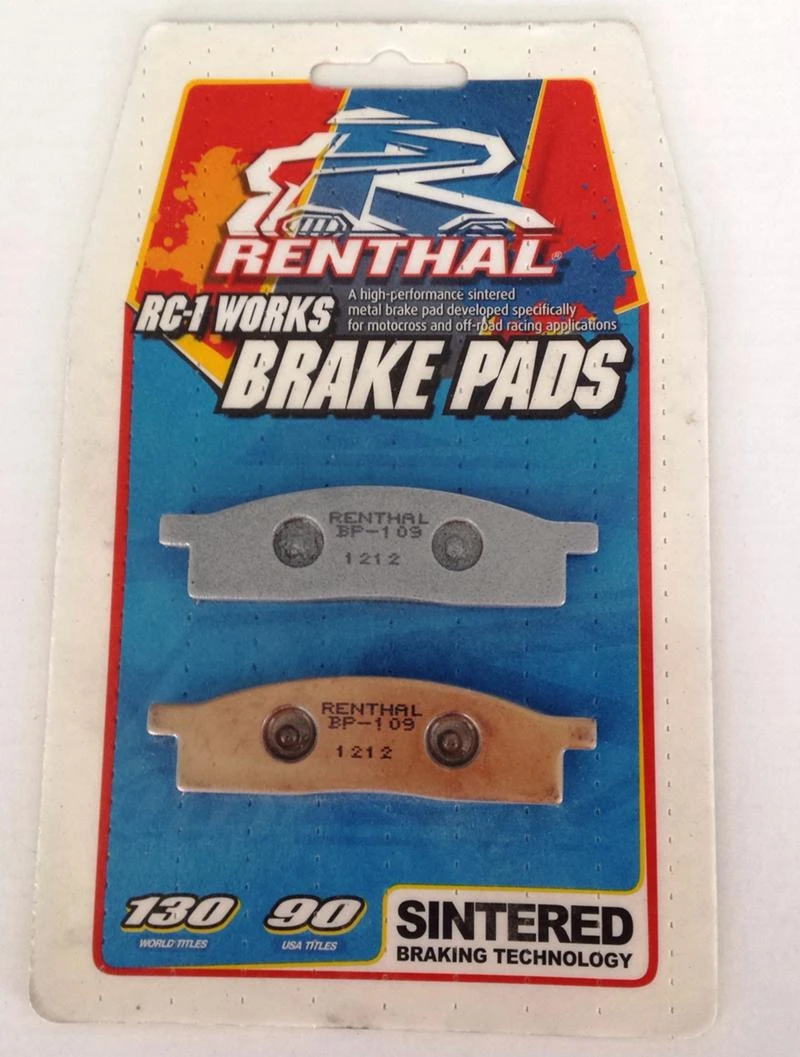 RENTHAL®
RC-1 WORKS
A high-performance sintered
metal brake pad developed specifically
for motocross and off-road racing applications
BRAKE PADS
RENTHAL
BP-109
1212
RENTHAL
BP-109
1212
130
WORLD TITLES
90
USA TITLES
SINTERED
BRAKING TECHNOLOGY